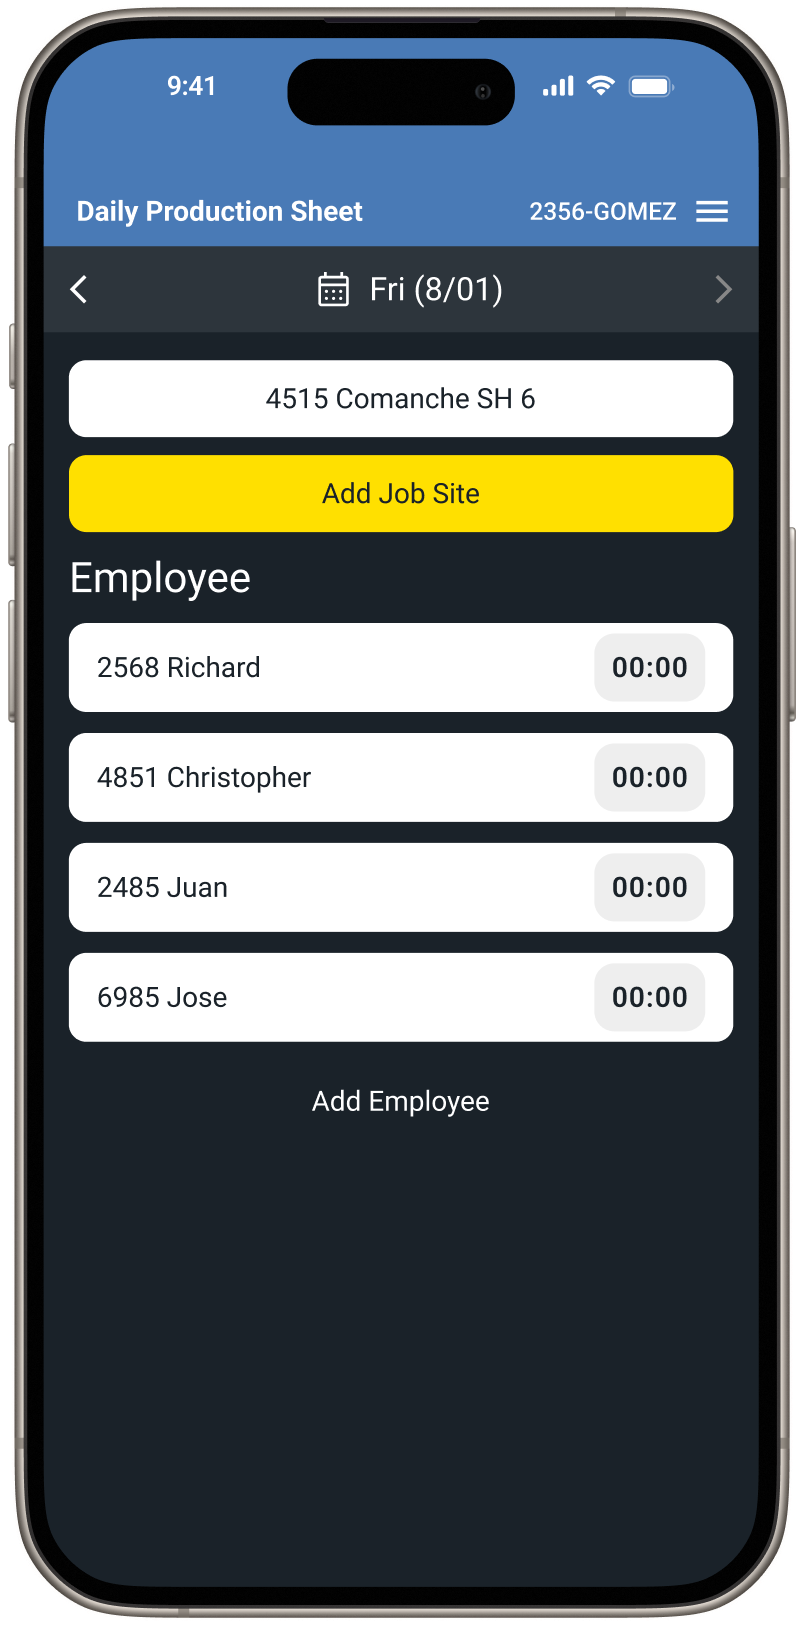 9:41
Daily Production Sheet
2356-GOMEZ
Fri (8/01)
4515 Comanche SH 6
Add Job Site
Employee
2568 Richard 00:00
4851 Christopher 00:00
2485 Juan 00:00
6985 Jose 00:00
Add Employee